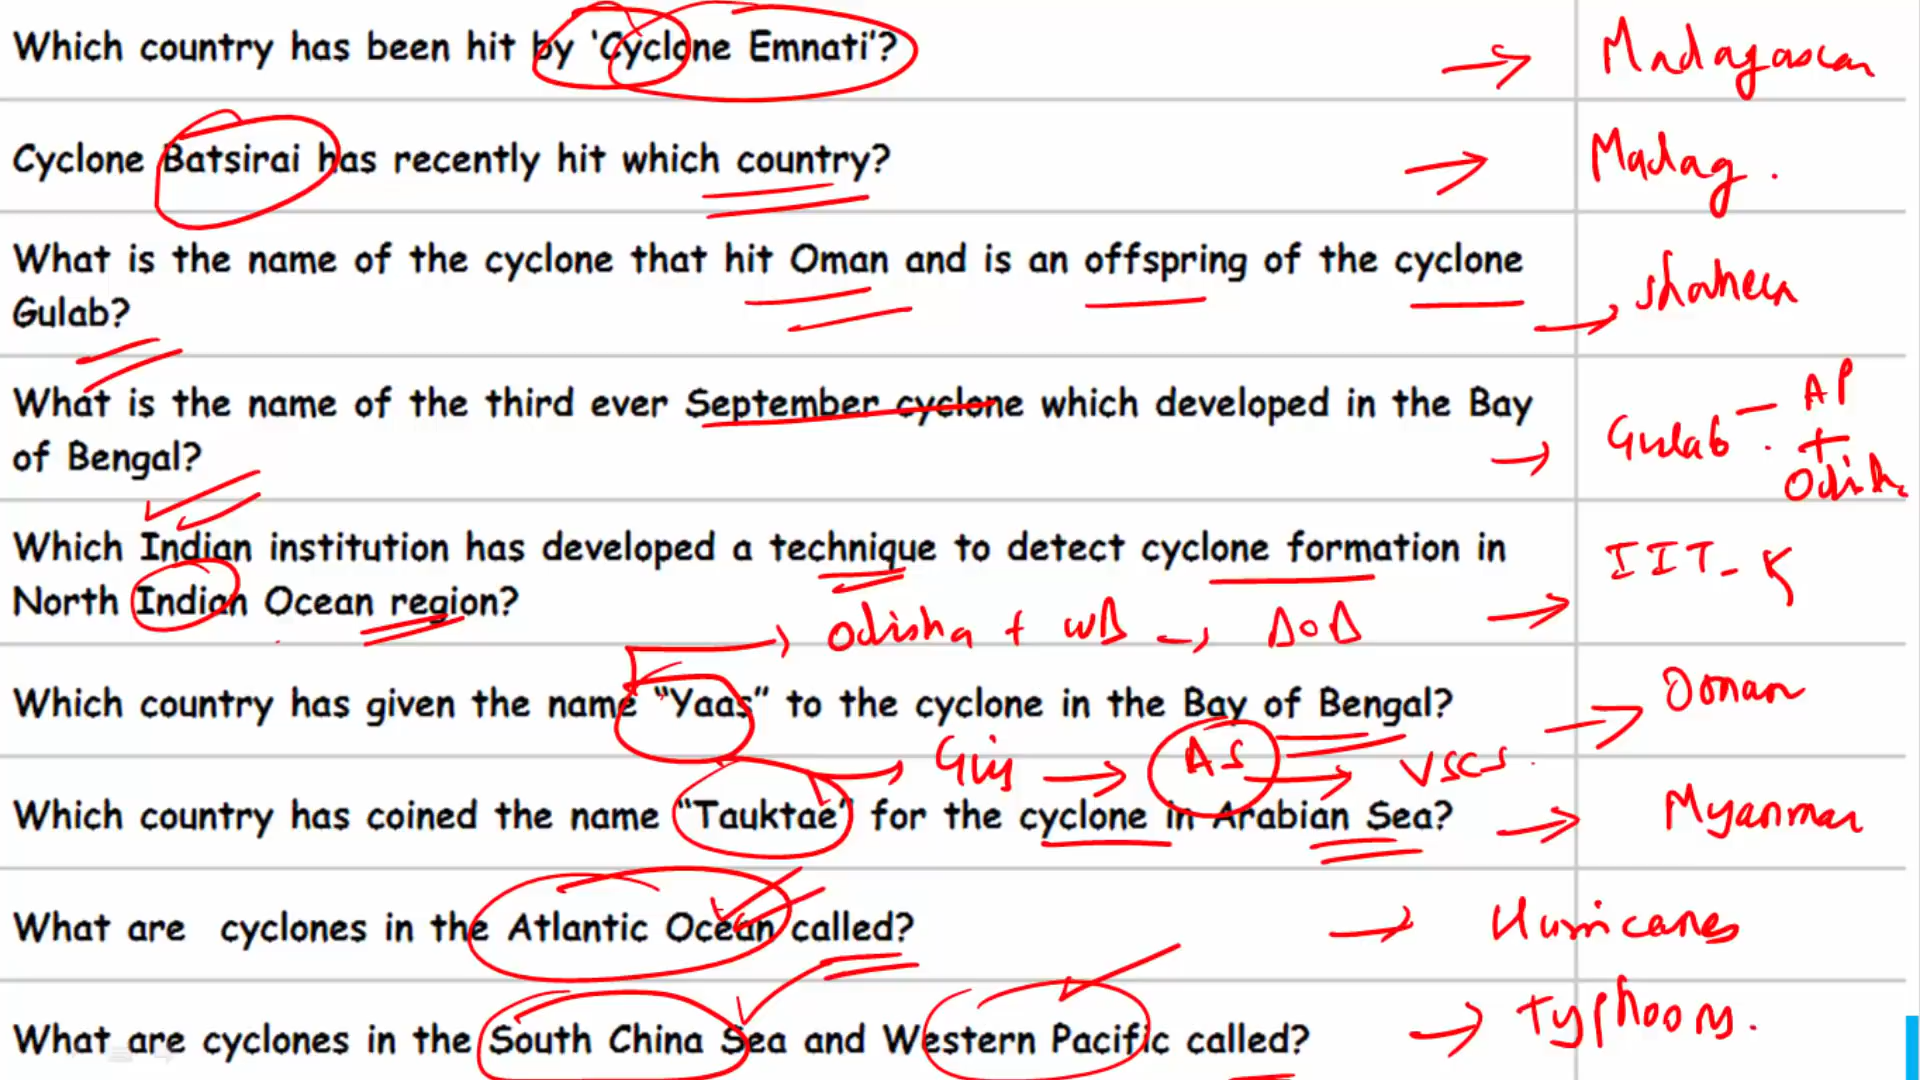 Which country has been hit by ‘Cyclone Emnati’?
Madagascar
Cyclone Batsirai has recently hit which country?
Madag.
What is the name of the cyclone that hit Oman and is an offspring of the cyclone
Gulab?
Shaheen
What is the name of the third ever September cyclone which developed in the Bay
of Bengal?
Gulab - AP
+
Odisha
Which Indian institution has developed a technique to detect cyclone formation in
North Indian Ocean region?
IIT-K
Odisha + WB → BOB
Which country has given the name “Yaas” to the cyclone in the Bay of Bengal?
Oman
Guj → AS → VSCS
Which country has coined the name “Tauktae” for the cyclone in Arabian Sea?
Myanmar
What are cyclones in the Atlantic Ocean called?
Hurricanes
What are cyclones in the South China Sea and Western Pacific called?
Typhoons.